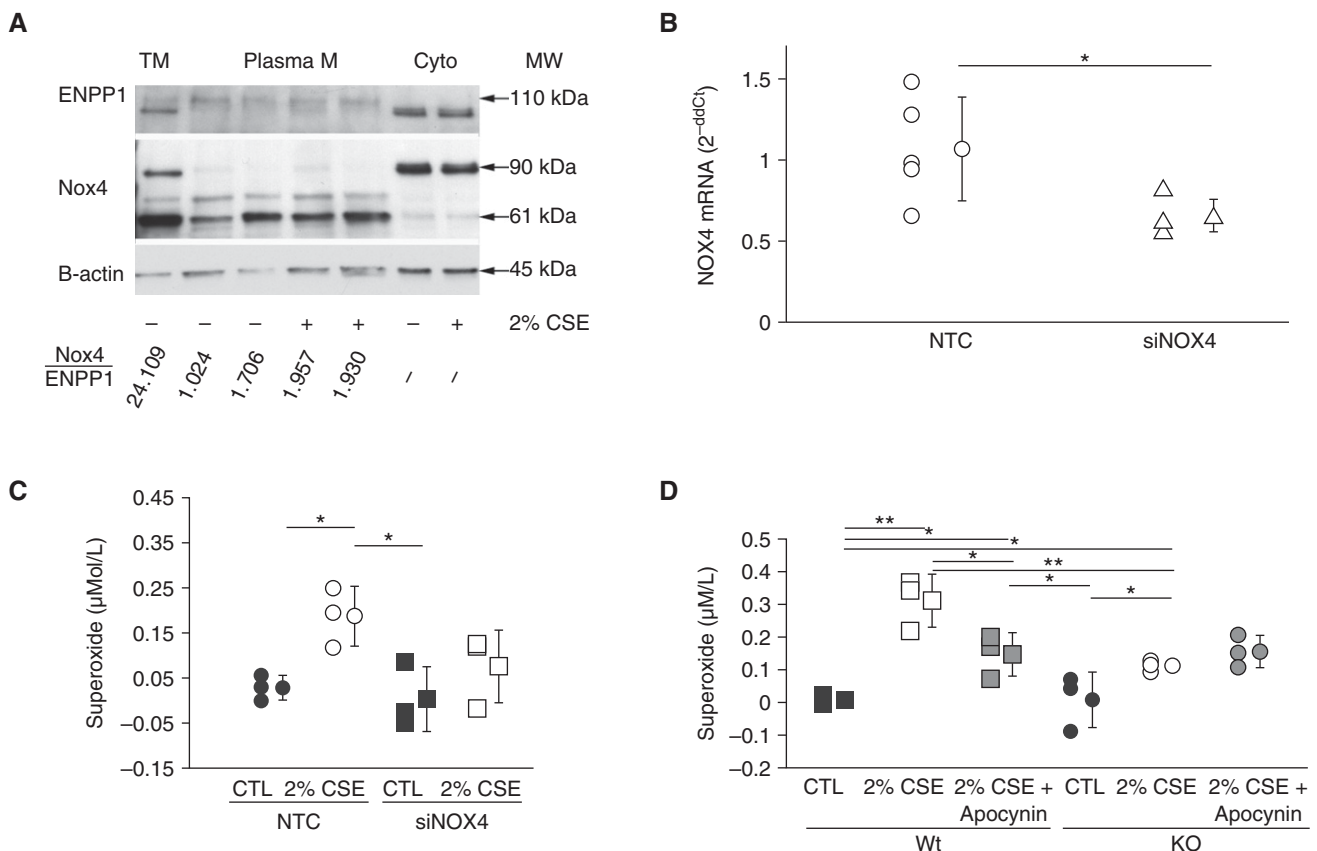 A
TM Plasma M Cyto MW
ENPP1
110 kDa
Nox4
90 kDa
61 kDa
B-actin
45 kDa
– – – + + – + 2% CSE
Nox4
ENPP1
24.109 1.024 1.706 1.957 1.930 / /
B
NOX4 mRNA (2–ddCt)
1.5
1
0.5
0
*
NTC siNOX4
C
Superoxide (µMol/L)
0.45
0.35
0.25
0.15
0.05
–0.05
–0.15
* *
CTL 2% CSE CTL 2% CSE
NTC siNOX4
D
Superoxide (µM/L)
0.5
0.4
0.3
0.2
0.1
0
–0.1
–0.2
**
*
*
*
**
*
*
CTL 2% CSE 2% CSE + CTL 2% CSE 2% CSE +
Apocynin Apocynin
Wt KO